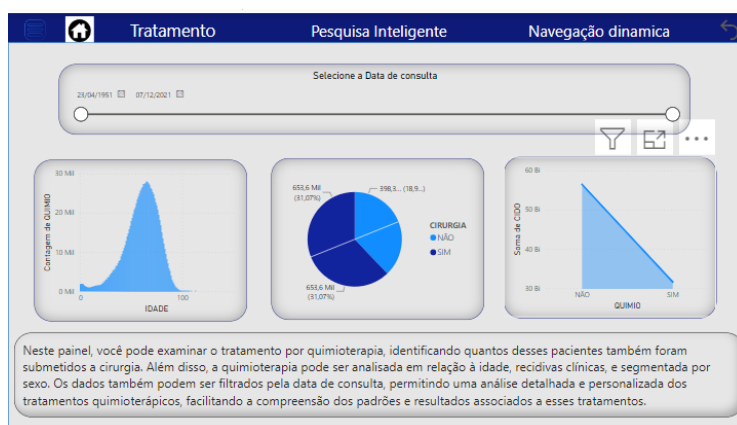 Tratamento
Pesquisa Inteligente
Navegação dinamica
Selecione a Data de consulta
23/04/1951
07/12/2021
30 Mil
20 Mil
10 Mil
0 Mil
Contagem de QUIMIO
0
100
IDADE
653,6 Mil
(31,07%)
398,3... (18,9...)
653,6 Mil
(31,07%)
CIRURGIA
NÃO
SIM
60 Bi
50 Bi
40 Bi
30 Bi
Soma de CIDO
NÃO
SIM
QUIMIO
Neste painel, você pode examinar o tratamento por quimioterapia, identificando quantos desses pacientes também foram
submetidos a cirurgia. Além disso, a quimioterapia pode ser analisada em relação à idade, recidivas clínicas, e segmentada por
sexo. Os dados também podem ser filtrados pela data de consulta, permitindo uma análise detalhada e personalizada dos
tratamentos quimioterápicos, facilitando a compreensão dos padrões e resultados associados a esses tratamentos.